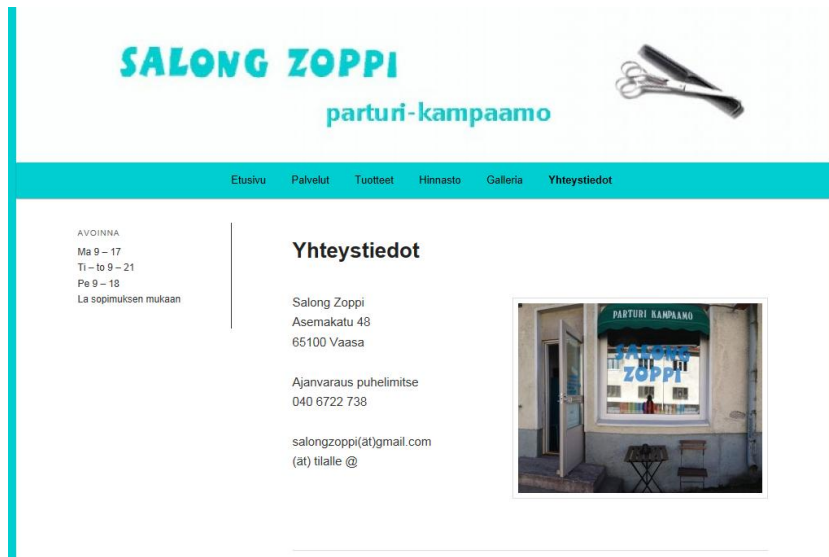 SALONG ZOPPI
parturi-kampaamo
Etusivu Palvelut Tuotteet Hinnasto Galleria Yhteystiedot
AVOINNA
Ma 9 – 17
Ti – to 9 – 21
Pe 9 – 18
La sopimuksen mukaan
Yhteystiedot
Salong Zoppi
Asemakatu 48
65100 Vaasa
Ajanvaraus puhelimitse
040 6722 738
salongzoppi(ät)gmail.com
(ät) tilalle @
PARTURI KAMPAAMO
SALONG
ZOPPI